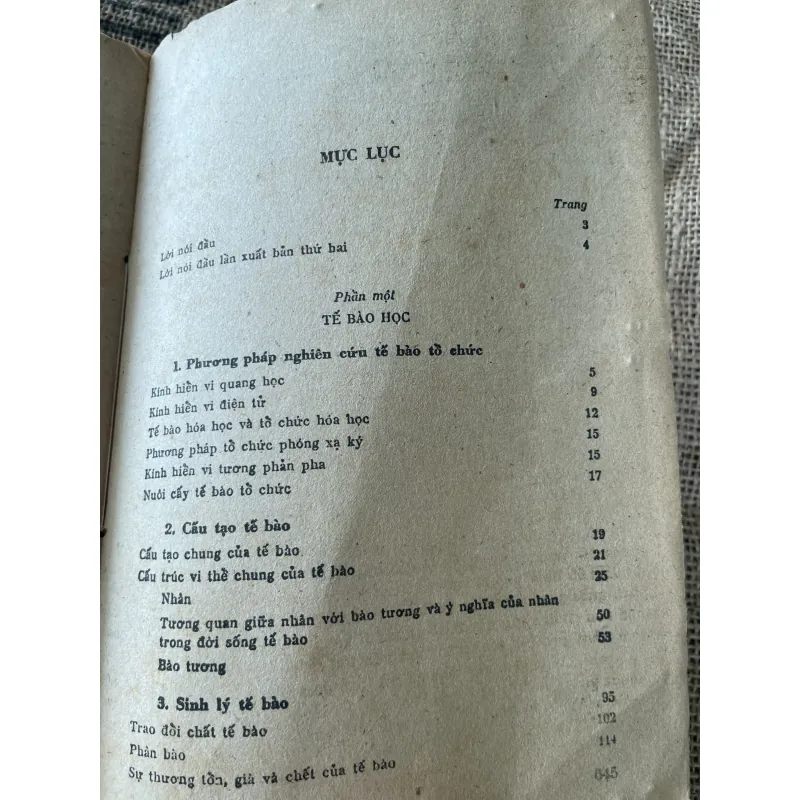 MỤC LỤC
Trang
Lời nói đầu 3
Lời nói đầu lần xuất bản thứ hai 4
Phần một
TẾ BÀO HỌC
1. Phương pháp nghiên cứu tế bào tổ chức
Kính hiển vi quang học 5
Kính hiển vi điện tử 9
Tế bào hóa học và tổ chức hóa học 12
Phương pháp tổ chức phóng xạ ký 15
Kính hiển vi tương phản pha 15
Nuôi cấy tế bào tổ chức 17
2. Cấu tạo tế bào
Cấu tạo chung của tế bào 19
Cấu trúc vi thể chung của tế bào 21
Nhân 25
Tương quan giữa nhân với bào tương và ý nghĩa của nhân
trong đời sống tế bào 50
Bào tương 53
3. Sinh lý tế bào
Trao đổi chất tế bào 95
Phân bào 102
Sự thương tổn, già và chết của tế bào 114
645